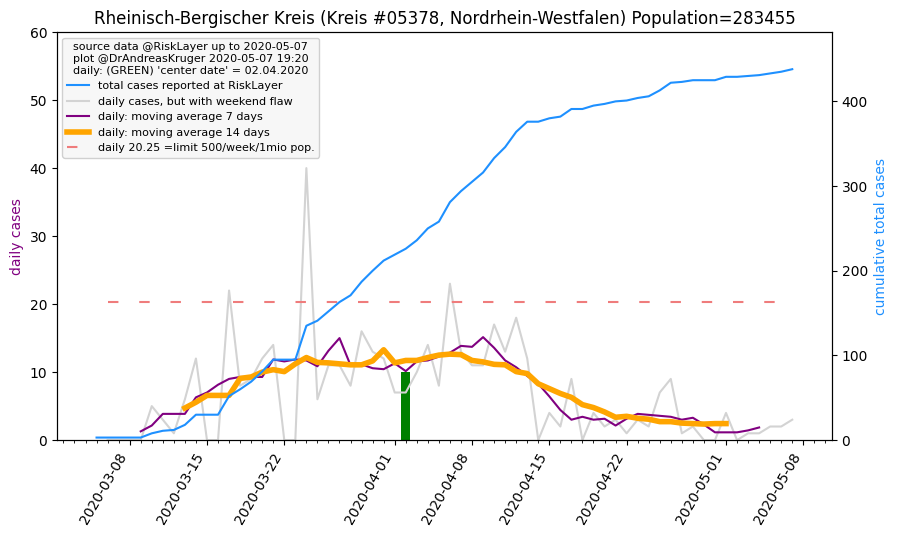 Rheinisch-Bergischer Kreis (Kreis #05378, Nordrhein-Westfalen) Population=283455
source data @RiskLayer up to 2020-05-07
plot @DrAndreasKruger 2020-05-07 19:20
daily: (GREEN) 'center date' = 02.04.2020
total cases reported at RiskLayer
daily cases, but with weekend flaw
daily: moving average 7 days
daily: moving average 14 days
daily 20.25 =limit 500/week/1mio pop.
daily cases
60
50
40
30
20
10
0
cumulative total cases
400
300
200
100
0
2020-03-08
2020-03-15
2020-03-22
2020-04-01
2020-04-08
2020-04-15
2020-04-22
2020-05-01
2020-05-08